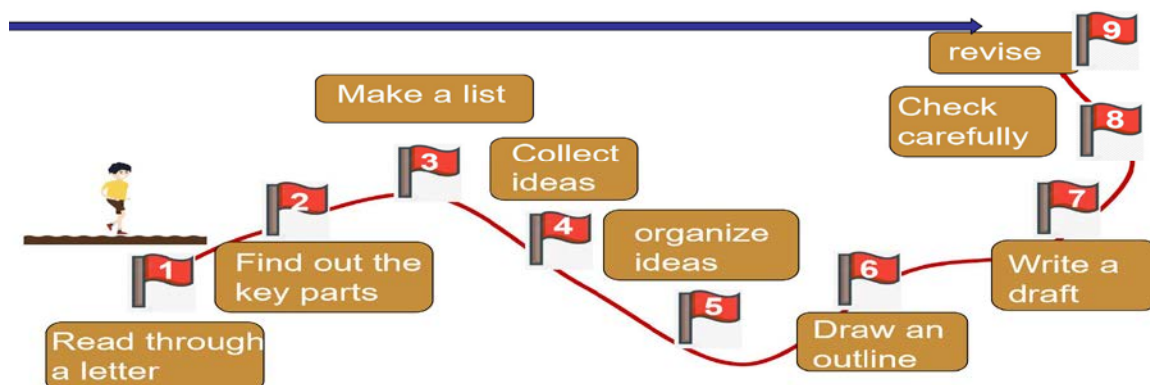 1
Read through
a letter
2
Find out the
key parts
3
Make a list
4
Collect
ideas
5
organize
ideas
6
Draw an
outline
7
Write a
draft
8
Check
carefully
9
revise